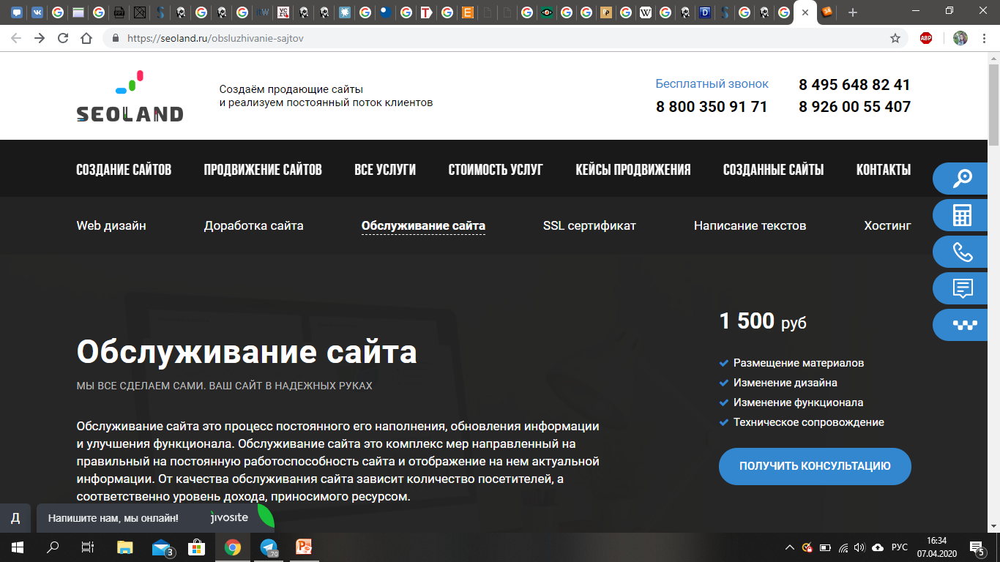 https://seoland.ru/obsluzhivanie-sajtov
ABP
SEOLAND
Создаём продающие сайты
и реализуем постоянный поток клиентов
Бесплатный звонок
8 800 350 91 71
8 495 648 82 41
8 926 00 55 407
СОЗДАНИЕ САЙТОВ ПРОДВИЖЕНИЕ САЙТОВ ВСЕ УСЛУГИ СТОИМОСТЬ УСЛУГ КЕЙСЫ ПРОДВИЖЕНИЯ СОЗДАННЫЕ САЙТЫ КОНТАКТЫ
Web дизайн Доработка сайта Обслуживание сайта SSL сертификат Написание текстов Хостинг
Обслуживание сайта
МЫ ВСЕ СДЕЛАЕМ САМИ. ВАШ САЙТ В НАДЕЖНЫХ РУКАХ
Обслуживание сайта это процесс постоянного его наполнения, обновления информации
и улучшения функционала. Обслуживание сайта это комплекс мер направленный на
правильный на постоянную работоспособность сайта и отображение на нем актуальной
информации. От качества обслуживания сайта зависит количество посетителей, а
соответственно уровень дохода, приносимого ресурсом.
1 500 руб
Размещение материалов
Изменение дизайна
Изменение функционала
Техническое сопровождение
ПОЛУЧИТЬ КОНСУЛЬТАЦИЮ
Д
Напишите нам, мы онлайн!
jivosite
3
РУС
16:34
07.04.2020
5